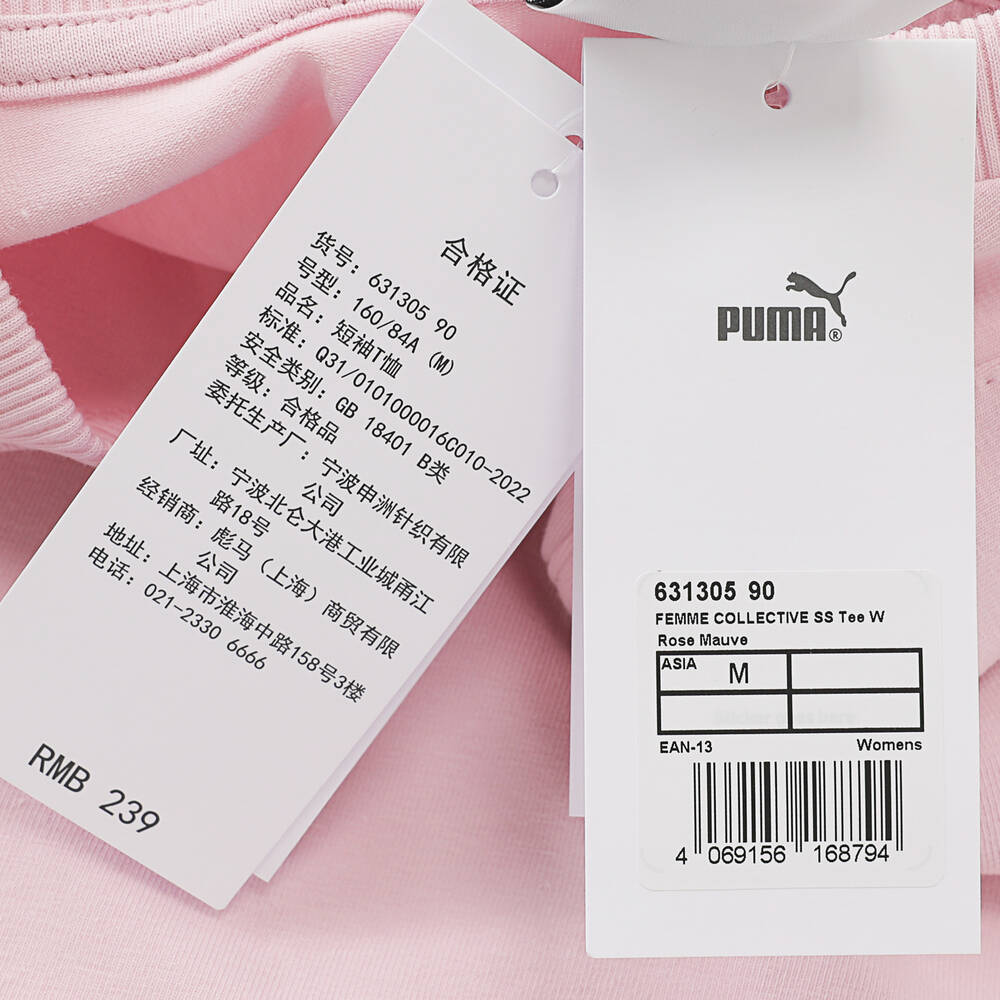 合格证
货号: 631305 90
号型: 160/84A (M)
品名: 短袖T恤
标准: Q31/0101000016C010-2022
安全类别: GB 18401 B类
等级: 合格品
委托生产厂: 宁波申洲针织有限
公司
厂址: 宁波北仑大港工业城甬江
路18号
经销商: 彪马（上海）商贸有限
公司
地址: 上海市淮海中路158号3楼
电话: 021-2330 6666
RMB 239
PUMA®
631305 90
FEMME COLLECTIVE SS Tee W
Rose Mauve
ASIA M
EAN-13 Womens
4 069156 168794